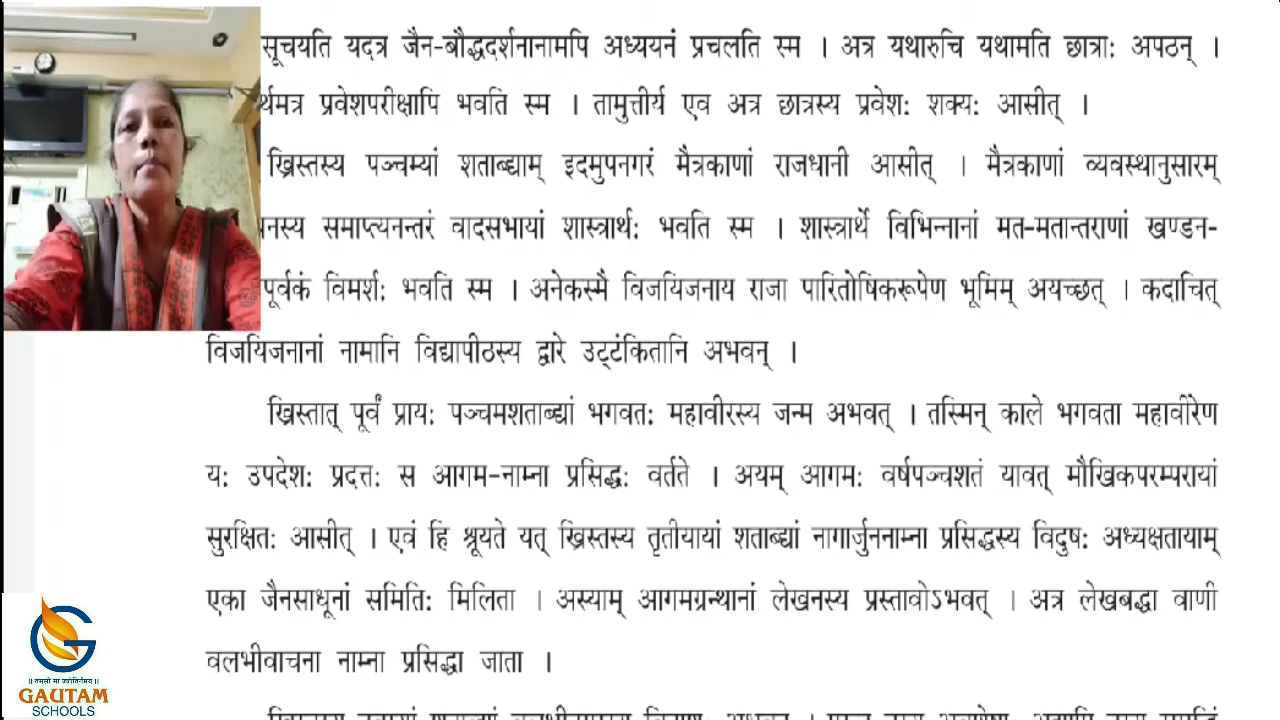 सूचयति यदत्र जैन-बौद्धदर्शनानामपि अध्ययनं प्रचलति स्म । अत्र यथारुचि यथामति छात्राः अपठन् ।
प्रवेशपरीक्षापि भवति स्म । तामुत्तीर्य एव अत्र छात्रस्य प्रवेशः शक्यः आसीत् ।
ख्रिस्तस्य पञ्चम्यां शताब्द्याम् इदमुपनगरं मैत्रकाणां राजधानी आसीत् । मैत्रकाणां व्यवस्थानुसारम्
समाप्त्यनन्तरं वादसभायां शास्त्रार्थः भवति स्म । शास्त्रार्थे विभिन्नानां मत-मतान्तराणां खण्डन-
पूर्वकं विमर्शः भवति स्म । अनेकस्मै विजयिजनाय राजा पारितोषिकरूपेण भूमिम् अयच्छत् । कदाचित्
विजयिजनानां नामानि विद्यापीठस्य द्वारे उट्टंकितानि अभवन् ।
ख्रिस्तात् पूर्वं प्रायः पञ्चमशताब्द्यां भगवतः महावीरस्य जन्म अभवत् । तस्मिन् काले भगवता महावीरेण
यः उपदेशः प्रदत्तः स आगम-नाम्ना प्रसिद्धः वर्तते । अयम् आगमः वर्षपञ्चशतं यावत् मौखिकपरम्परायां
सुरक्षितः आसीत् । एवं हि श्रूयते यत् ख्रिस्तस्य तृतीयायां शताब्द्यां नागार्जुननाम्ना प्रसिद्धस्य विदुषः अध्यक्षतायाम्
एका जैनसाधूनां समितिः मिलिता । अस्याम् आगमग्रन्थानां लेखनस्य प्रस्तावोऽभवत् । अत्र लेखबद्धा वाणी
वलभीवाचना नाम्ना प्रसिद्धा जाता ।
॥ तमसो मा ज्योतिर्गमय ॥
GAUTAM
SCHOOLS